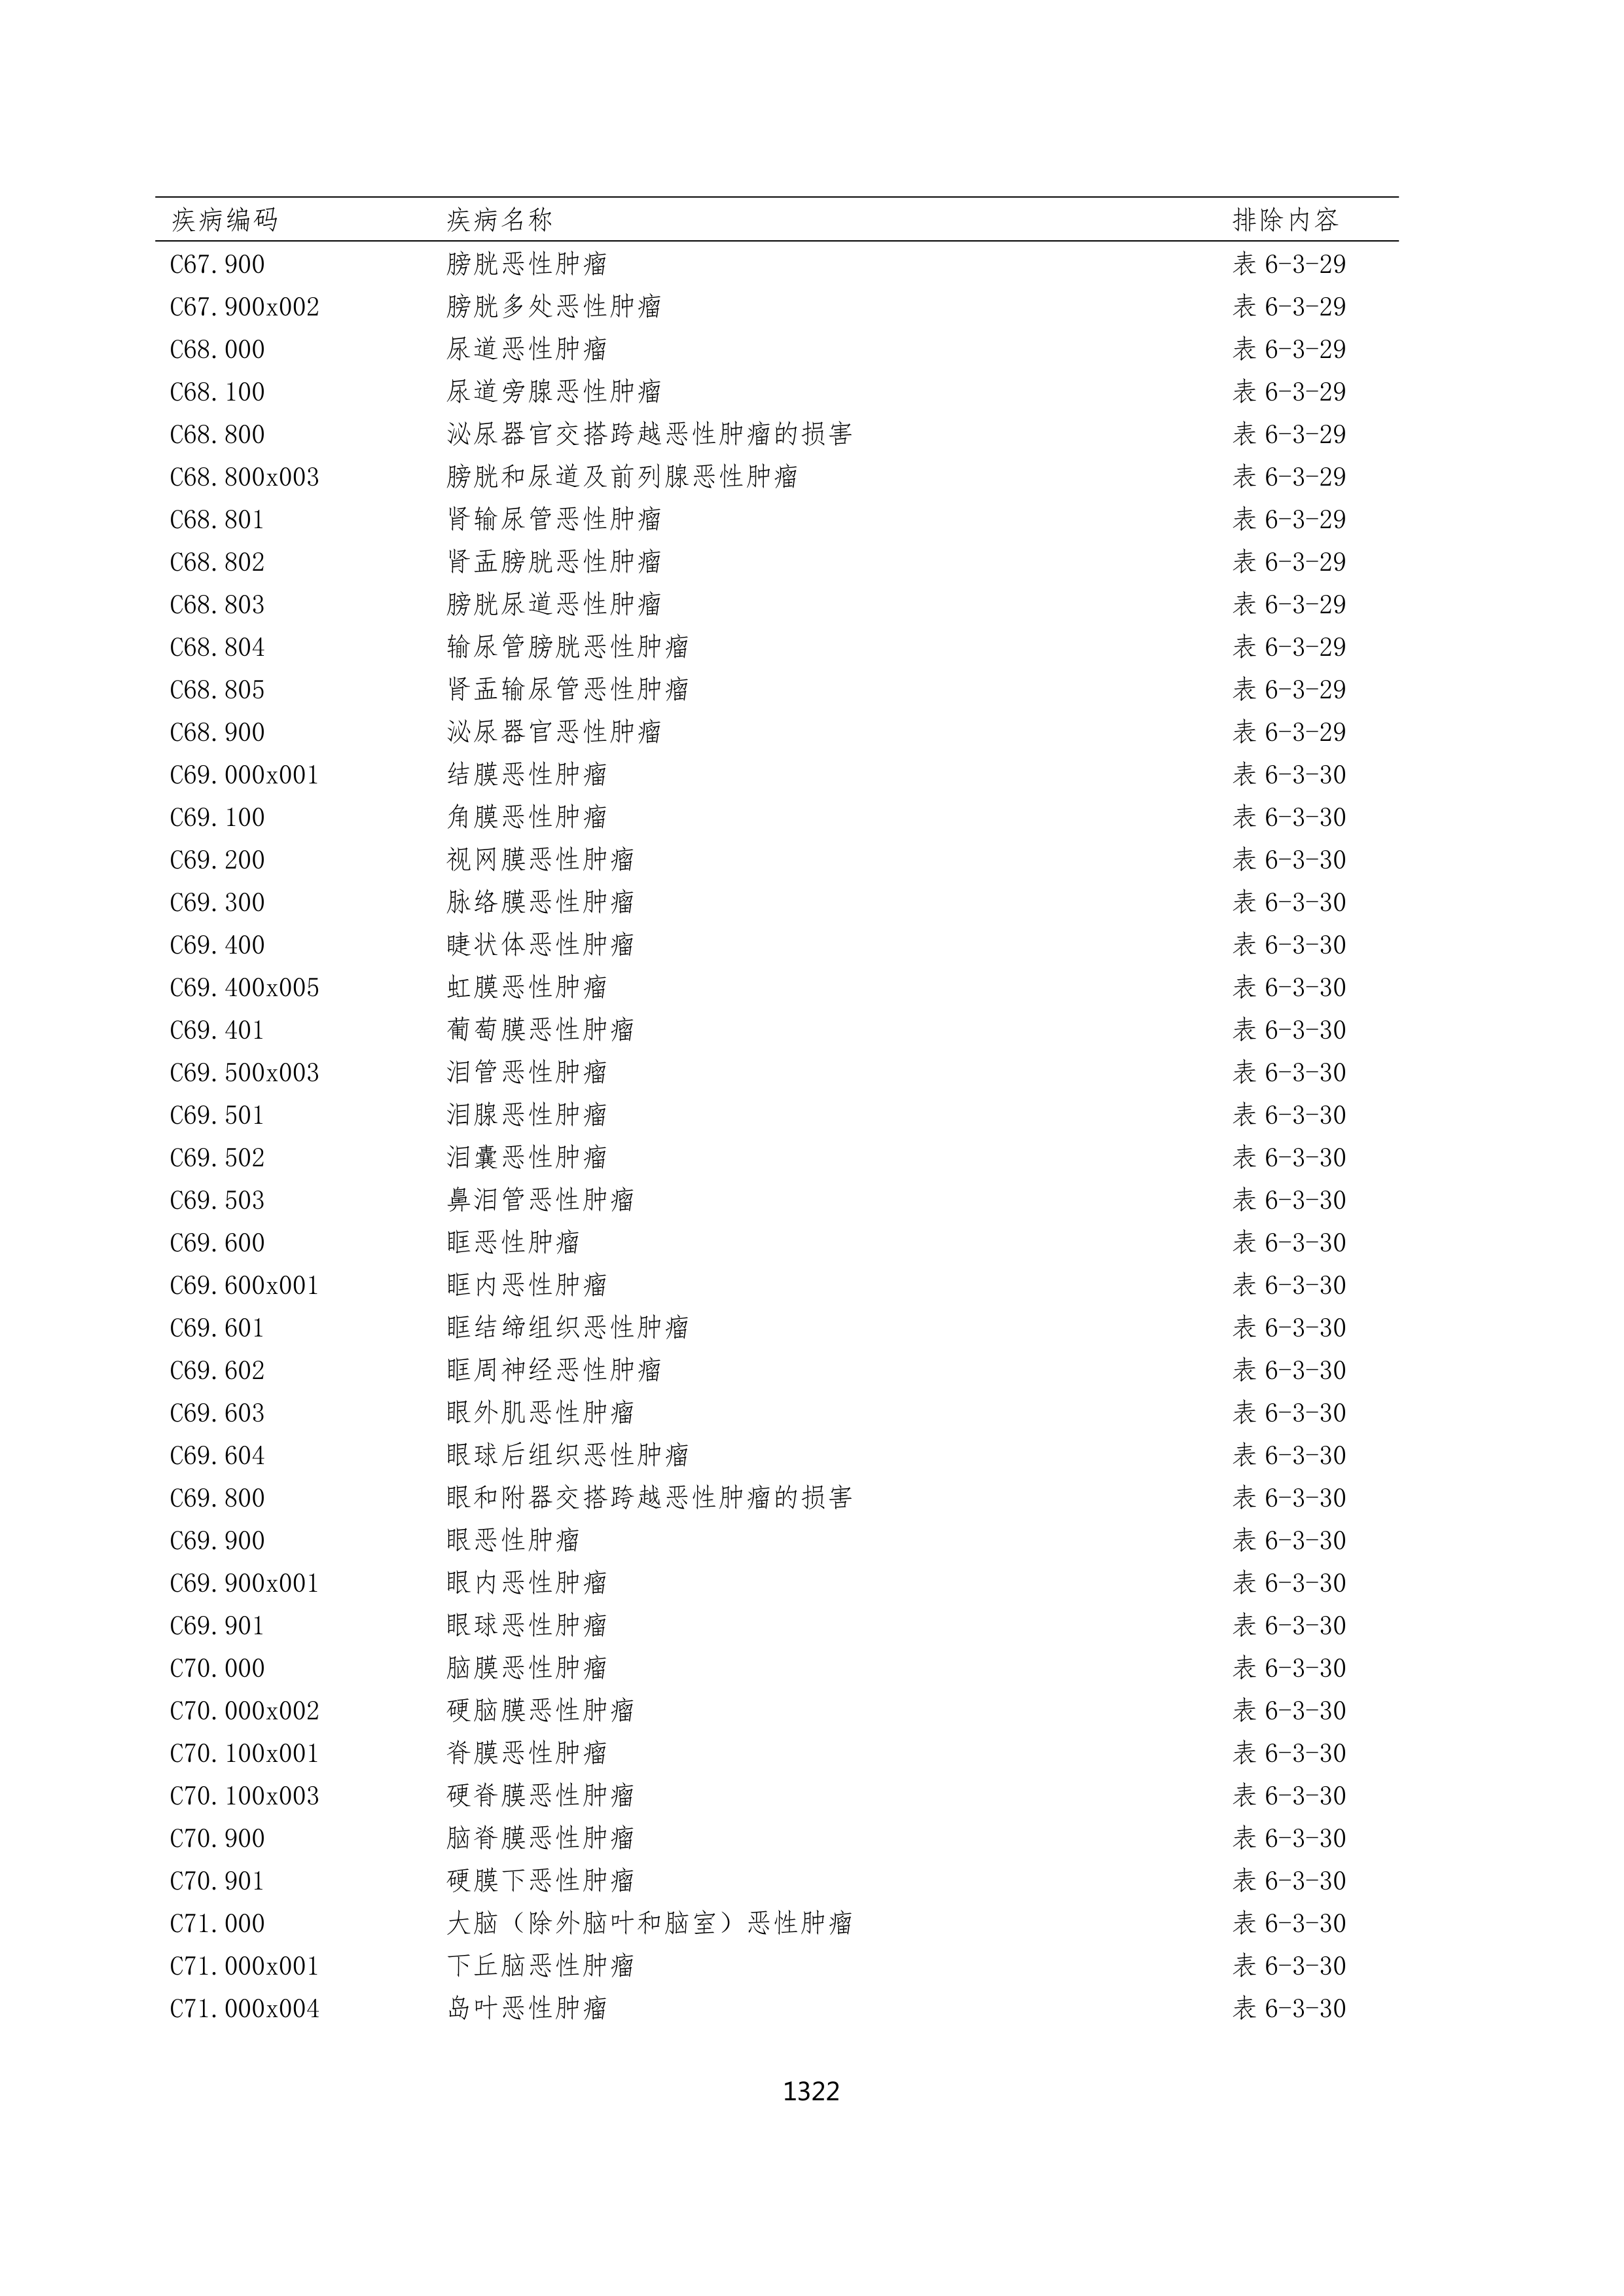 疾病编码 疾病名称 排除内容
C67.900 膀胱恶性肿瘤 表 6-3-29
C67.900x002 膀胱多处恶性肿瘤 表 6-3-29
C68.000 尿道恶性肿瘤 表 6-3-29
C68.100 尿道旁腺恶性肿瘤 表 6-3-29
C68.800 泌尿器官交搭跨越恶性肿瘤的损害 表 6-3-29
C68.800x003 膀胱和尿道及前列腺恶性肿瘤 表 6-3-29
C68.801 肾输尿管恶性肿瘤 表 6-3-29
C68.802 肾盂膀胱恶性肿瘤 表 6-3-29
C68.803 膀胱尿道恶性肿瘤 表 6-3-29
C68.804 输尿管膀胱恶性肿瘤 表 6-3-29
C68.805 肾盂输尿管恶性肿瘤 表 6-3-29
C68.900 泌尿器官恶性肿瘤 表 6-3-29
C69.000x001 结膜恶性肿瘤 表 6-3-30
C69.100 角膜恶性肿瘤 表 6-3-30
C69.200 视网膜恶性肿瘤 表 6-3-30
C69.300 脉络膜恶性肿瘤 表 6-3-30
C69.400 睫状体恶性肿瘤 表 6-3-30
C69.400x005 虹膜恶性肿瘤 表 6-3-30
C69.401 葡萄膜恶性肿瘤 表 6-3-30
C69.500x003 泪管恶性肿瘤 表 6-3-30
C69.501 泪腺恶性肿瘤 表 6-3-30
C69.502 泪囊恶性肿瘤 表 6-3-30
C69.503 鼻泪管恶性肿瘤 表 6-3-30
C69.600 眶恶性肿瘤 表 6-3-30
C69.600x001 眶内恶性肿瘤 表 6-3-30
C69.601 眶结缔组织恶性肿瘤 表 6-3-30
C69.602 眶周神经恶性肿瘤 表 6-3-30
C69.603 眼外肌恶性肿瘤 表 6-3-30
C69.604 眼球后组织恶性肿瘤 表 6-3-30
C69.800 眼和附器交搭跨越恶性肿瘤的损害 表 6-3-30
C69.900 眼恶性肿瘤 表 6-3-30
C69.900x001 眼内恶性肿瘤 表 6-3-30
C69.901 眼球恶性肿瘤 表 6-3-30
C70.000 脑膜恶性肿瘤 表 6-3-30
C70.000x002 硬脑膜恶性肿瘤 表 6-3-30
C70.100x001 脊膜恶性肿瘤 表 6-3-30
C70.100x003 硬脊膜恶性肿瘤 表 6-3-30
C70.900 脑脊膜恶性肿瘤 表 6-3-30
C70.901 硬膜下恶性肿瘤 表 6-3-30
C71.000 大脑（除外脑叶和脑室）恶性肿瘤 表 6-3-30
C71.000x001 下丘脑恶性肿瘤 表 6-3-30
C71.000x004 岛叶恶性肿瘤 表 6-3-30
1322